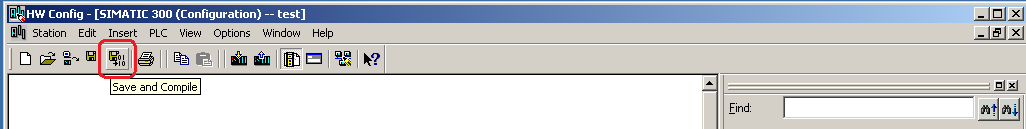 HW Config - [SIMATIC 300 (Configuration) -- test]
Station Edit Insert PLC View Options Window Help
Save and Compile
Find: